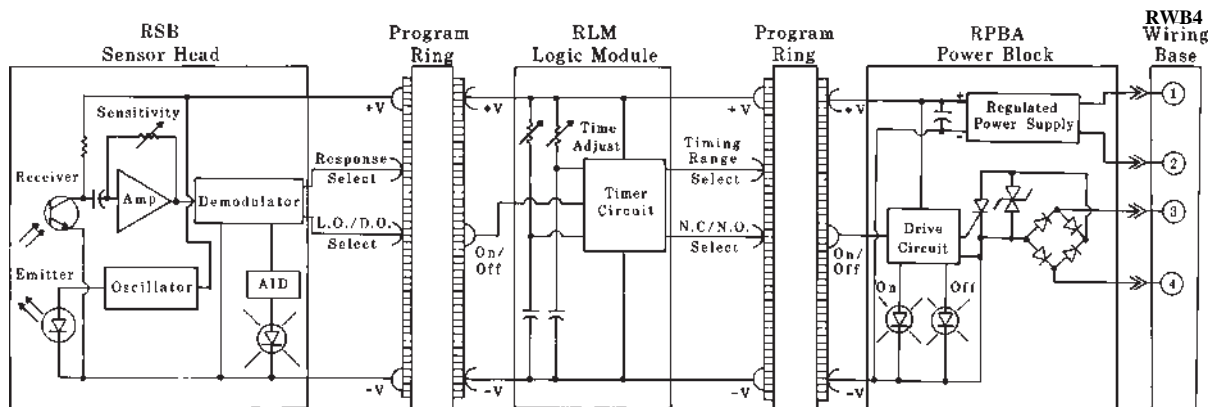 RSB
Sensor Head
Program
Ring
RLM
Logic Module
Program
Ring
RPBA
Power Block
RWB4
Wiring
Base
+V
+V
+V
+V
Sensitivity
Receiver
Amp
Demodulator
Response
Select
L.O./D.O.
Select
Emitter
Oscillator
AID
-V
On/
Off
Time
Adjust
Timer
Circuit
Timing
Range
Select
N.C/N.O.
Select
-V
-V
On/
Off
+
-
Regulated
Power Supply
Drive
Circuit
On
Off
-V
1
2
3
4